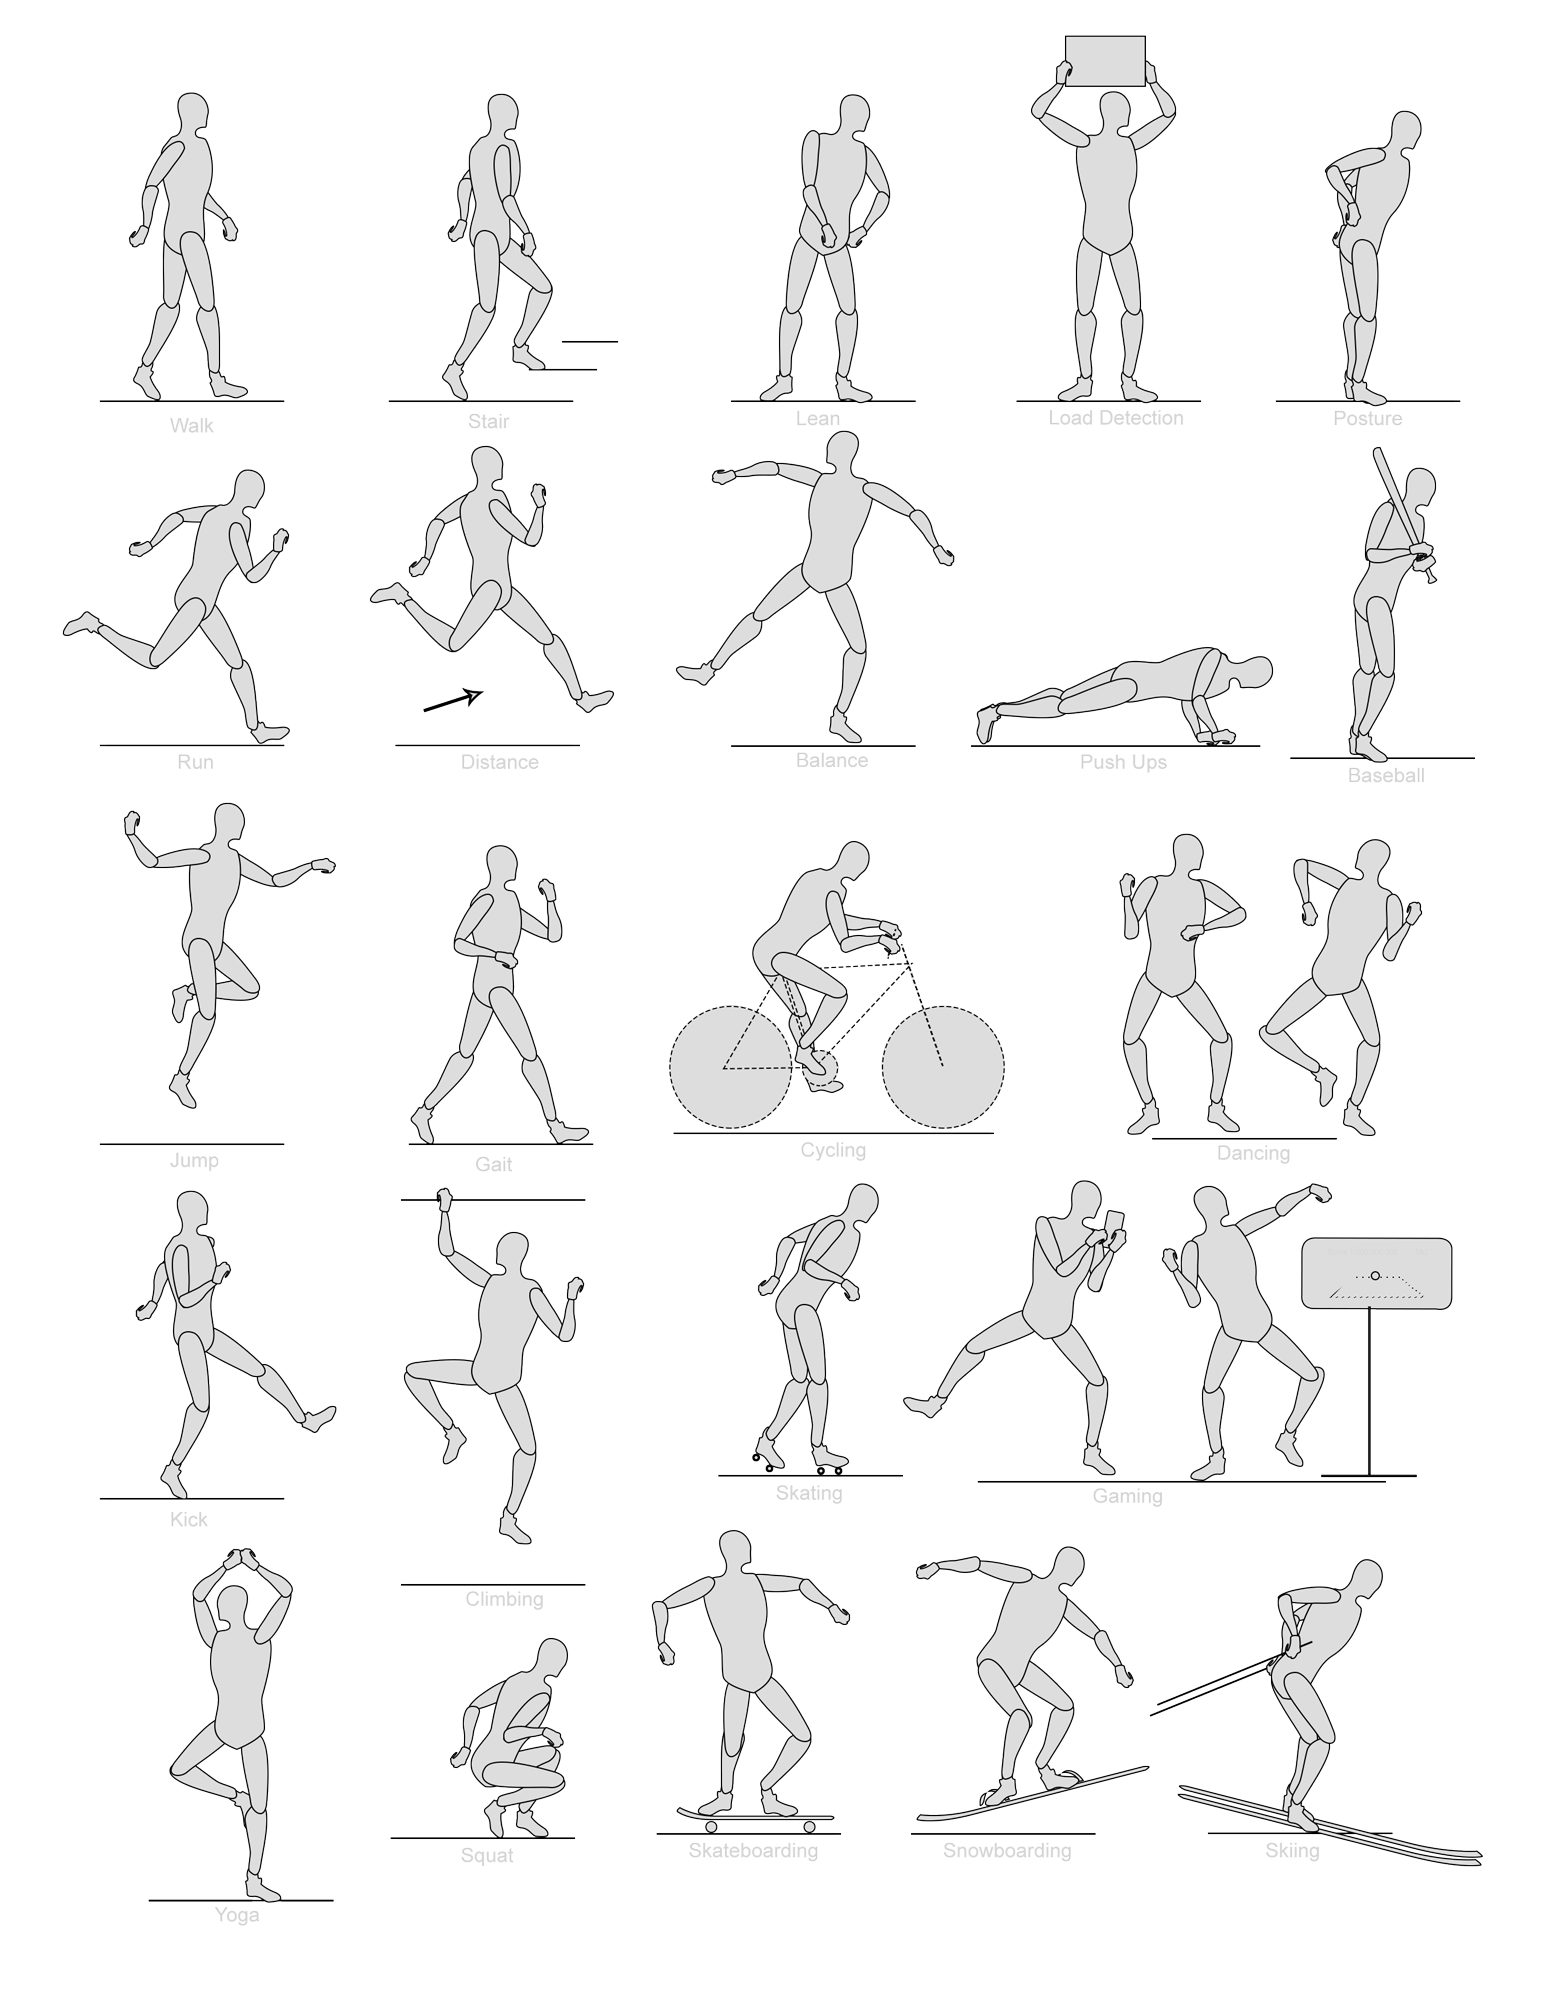 Walk
Stair
Lean
Load Detection
Posture
Run
Distance
Balance
Push Ups
Baseball
Jump
Gait
Cycling
Dancing
Kick
Climbing
Skating
Gaming
Yoga
Squat
Skateboarding
Snowboarding
Skiing